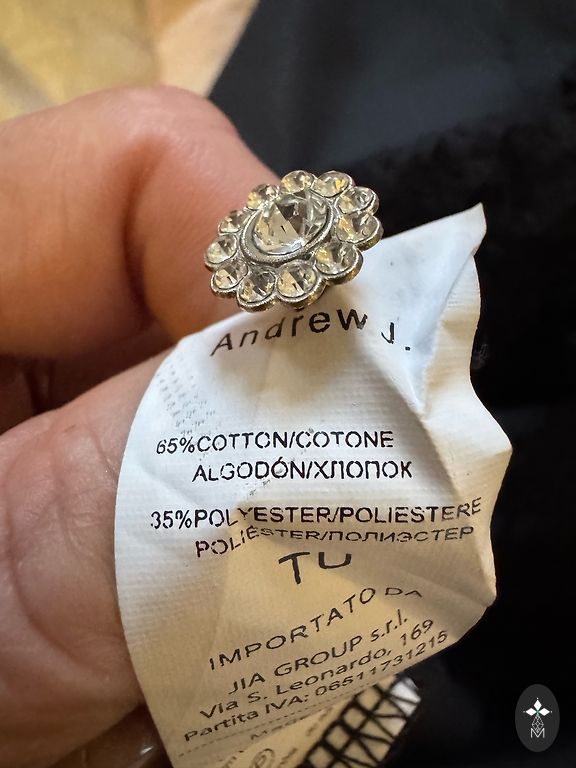 Andrew J.
65%COTTON/COTONE
ALGODÓN/ХЛОПОК
35%POLYESTER/POLIESTERE
POLIÉSTER/ПОЛИЭСТЕР
TU
IMPORTATO DA
JIA GROUP s.r.l.
Via S. Leonardo, 169
Partita IVA: 06511731215
M